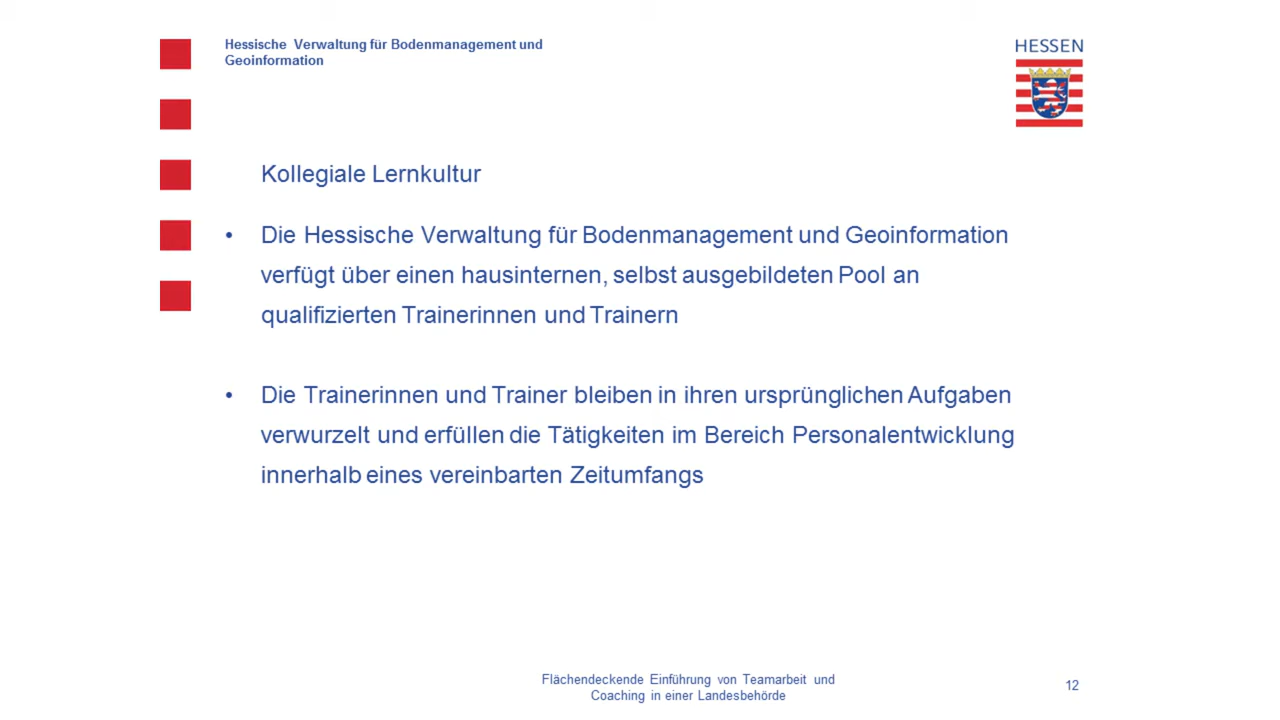 Hessische Verwaltung für Bodenmanagement und
Geoinformation
HESSEN
Kollegiale Lernkultur
• Die Hessische Verwaltung für Bodenmanagement und Geoinformation
verfügt über einen hausinternen, selbst ausgebildeten Pool an
qualifizierten Trainerinnen und Trainern
• Die Trainerinnen und Trainer bleiben in ihren ursprünglichen Aufgaben
verwurzelt und erfüllen die Tätigkeiten im Bereich Personalentwicklung
innerhalb eines vereinbarten Zeitumfangs
Flächendeckende Einführung von Teamarbeit und
Coaching in einer Landesbehörde
12